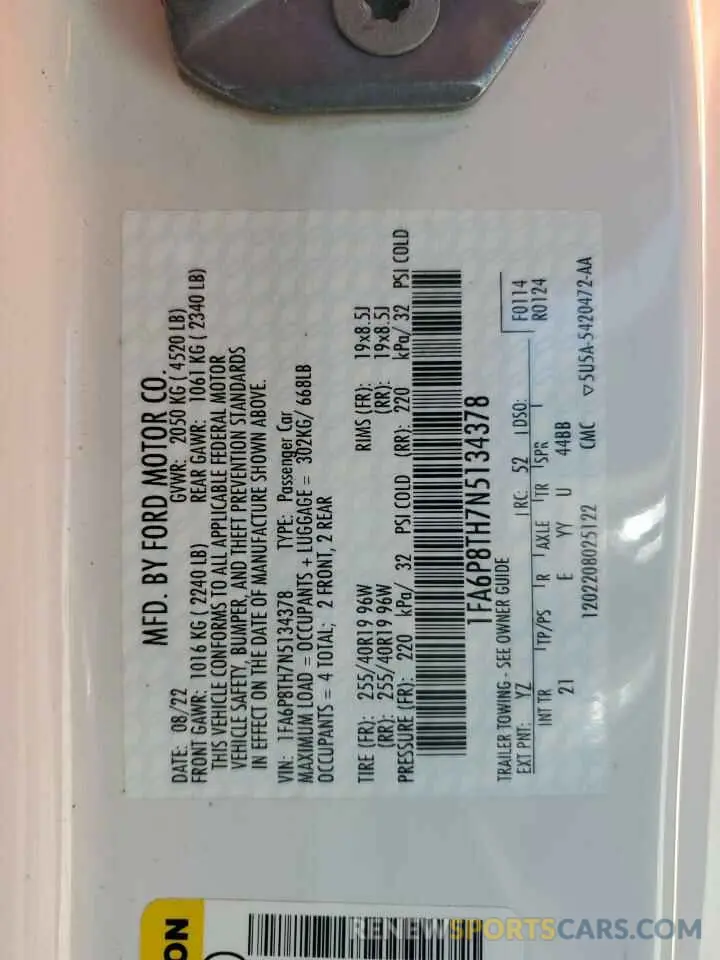 MFD. BY FORD MOTOR CO.
DATE: 08/22 GVWR: 2050 KG ( 4520 LB)
FRONT GAWR: 1016 KG ( 2240 LB) REAR GAWR: 1061 KG ( 2340 LB)
THIS VEHICLE CONFORMS TO ALL APPLICABLE FEDERAL MOTOR
VEHICLE SAFETY, BUMPER, AND THEFT PREVENTION STANDARDS
IN EFFECT ON THE DATE OF MANUFACTURE SHOWN ABOVE.
VIN: 1FA6P8TH7N5134378 TYPE: Passenger Car
MAXIMUM LOAD = OCCUPANTS + LUGGAGE = 302KG/ 668LB
OCCUPANTS = 4 TOTAL; 2 FRONT, 2 REAR
TIRE (FR): 255/40R19 96W RIMS (FR): 19x8.5J
(RR): 255/40R19 96W (RR): 19x8.5J
PRESSURE (FR): 220 kPa/ 32 PSI COLD (RR): 220 kPa/ 32 PSI COLD
1FA6P8TH7N5134378
TRAILER TOWING - SEE OWNER GUIDE F0114
EXT PNT: YZ RC: 52 DSO: R0124
INT TR TP/PS R AXLE TR SPR
21 E YY U 44BB
1202208025122 CMC ▽5U5A-5420472-AA
ON
RENEWSPORTSCARS.COM